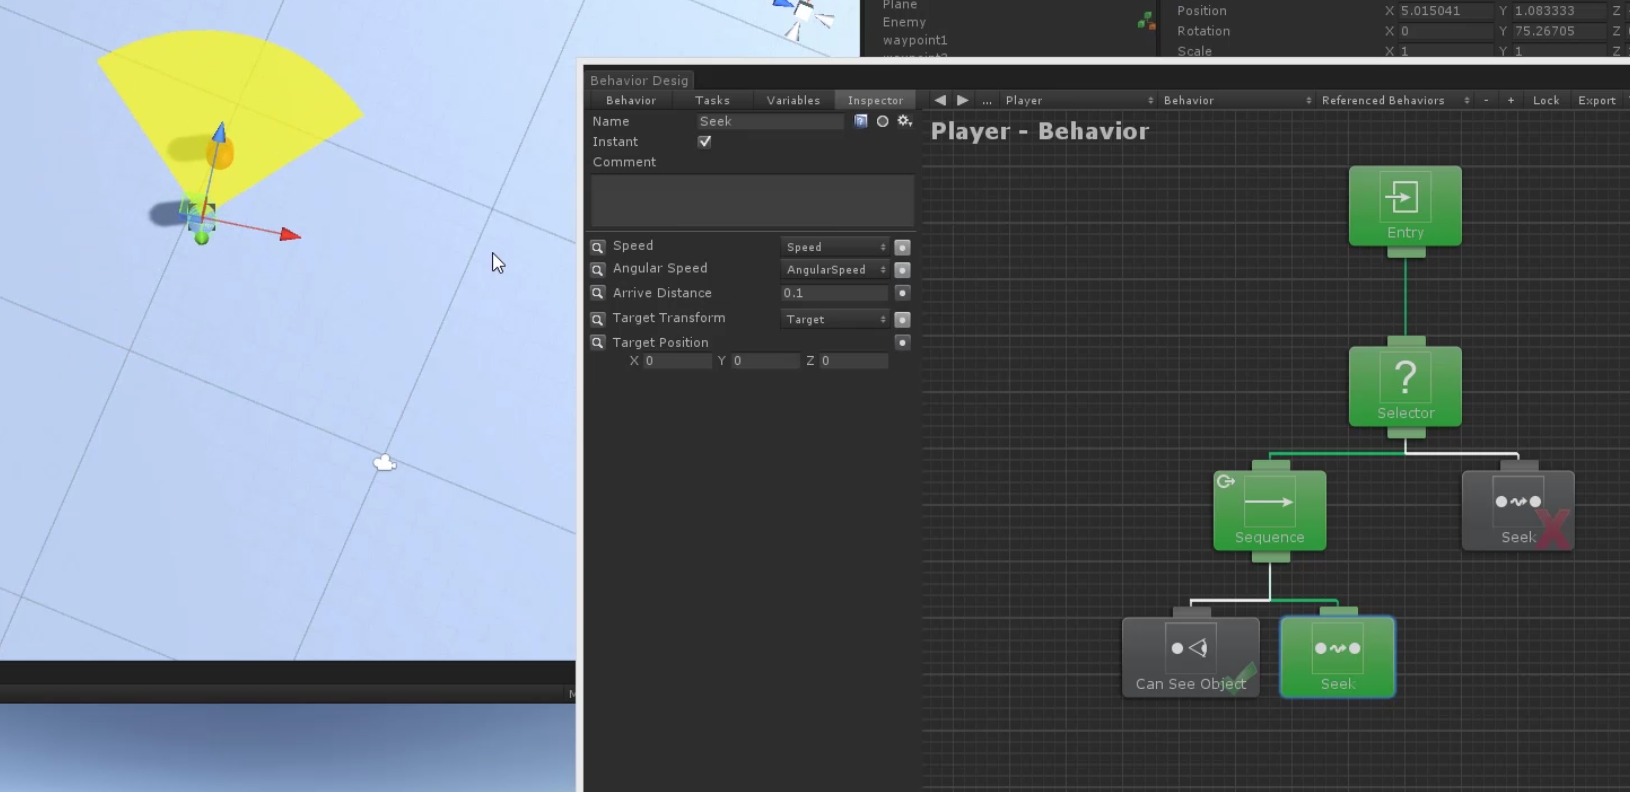 Plane
Enemy
waypoint1
Position X 5.015041 Y 1.083333 Z
Rotation X 0 Y 75.26705 Z
Scale X 1 Y 1 Z
Behavior Desig
Behavior Tasks Variables Inspector
... Player Behavior Referenced Behaviors - + Lock Export
Name Seek
Instant
Comment
Speed Speed
Angular Speed AngularSpeed
Arrive Distance 0.1
Target Transform Target
Target Position
X 0 Y 0 Z 0
Player - Behavior
Entry
?
Selector
Sequence
Seek
Can See Object
Seek